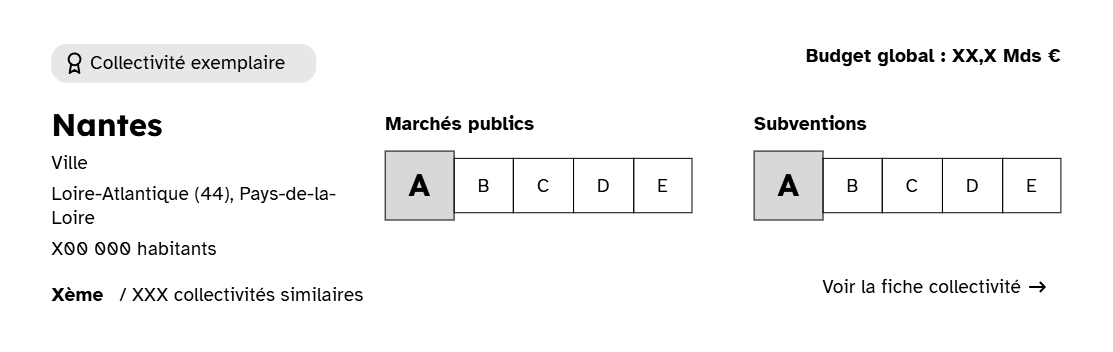 Collectivité exemplaire
Budget global : XX,X Mds €
Nantes
Ville
Loire-Atlantique (44), Pays-de-la-
Loire
X00 000 habitants
Xème / XXX collectivités similaires
Marchés publics
A B C D E
Subventions
A B C D E
Voir la fiche collectivité →